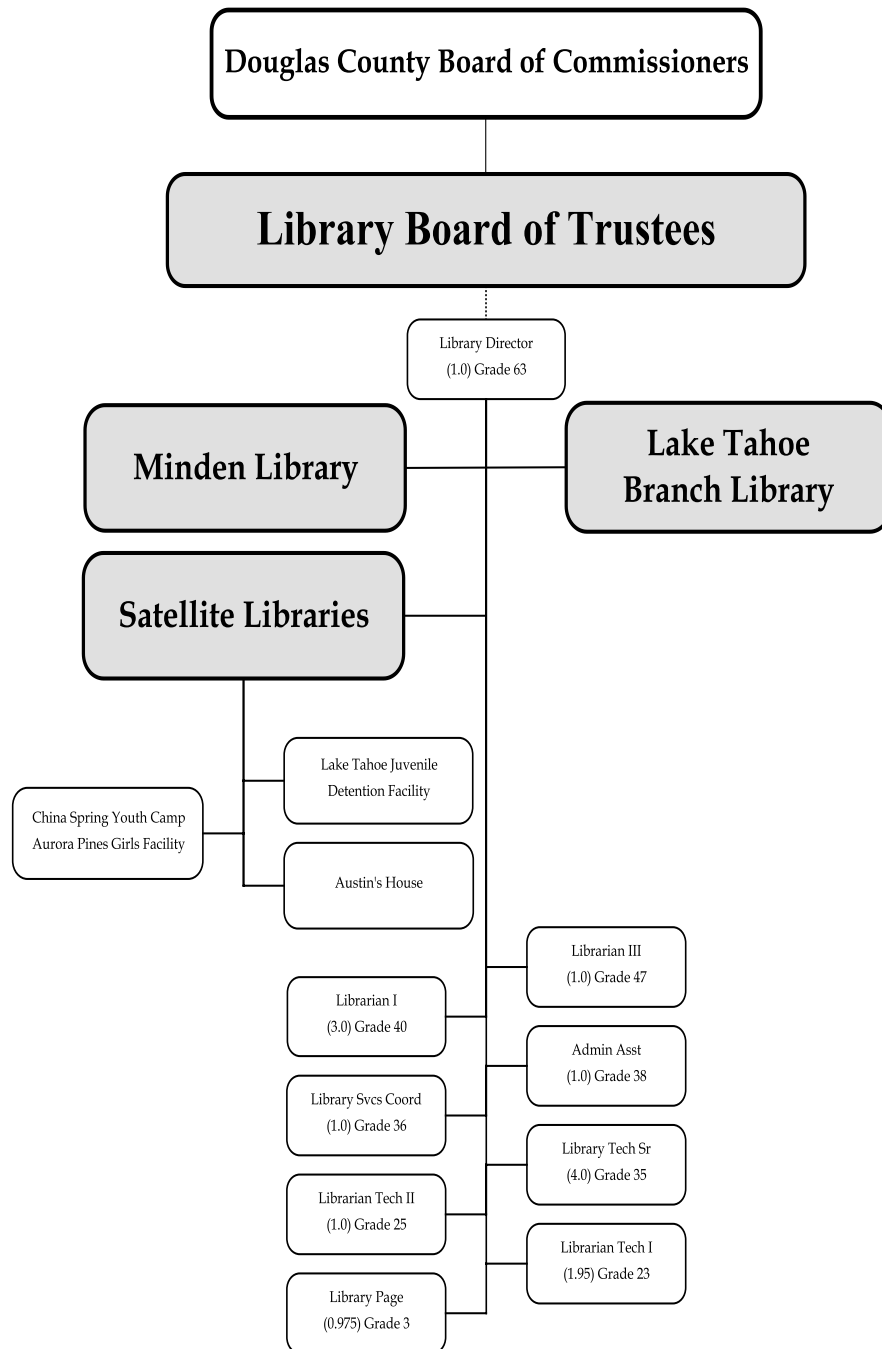 Douglas County Board of Commissioners
Library Board of Trustees
Library Director
(1.0) Grade 63
Minden Library
Lake Tahoe
Branch Library
Satellite Libraries
Lake Tahoe Juvenile
Detention Facility
China Spring Youth Camp
Aurora Pines Girls Facility
Austin's House
Librarian III
(1.0) Grade 47
Librarian I
(3.0) Grade 40
Admin Asst
(1.0) Grade 38
Library Svcs Coord
(1.0) Grade 36
Library Tech Sr
(4.0) Grade 35
Librarian Tech II
(1.0) Grade 25
Librarian Tech I
(1.95) Grade 23
Library Page
(0.975) Grade 3